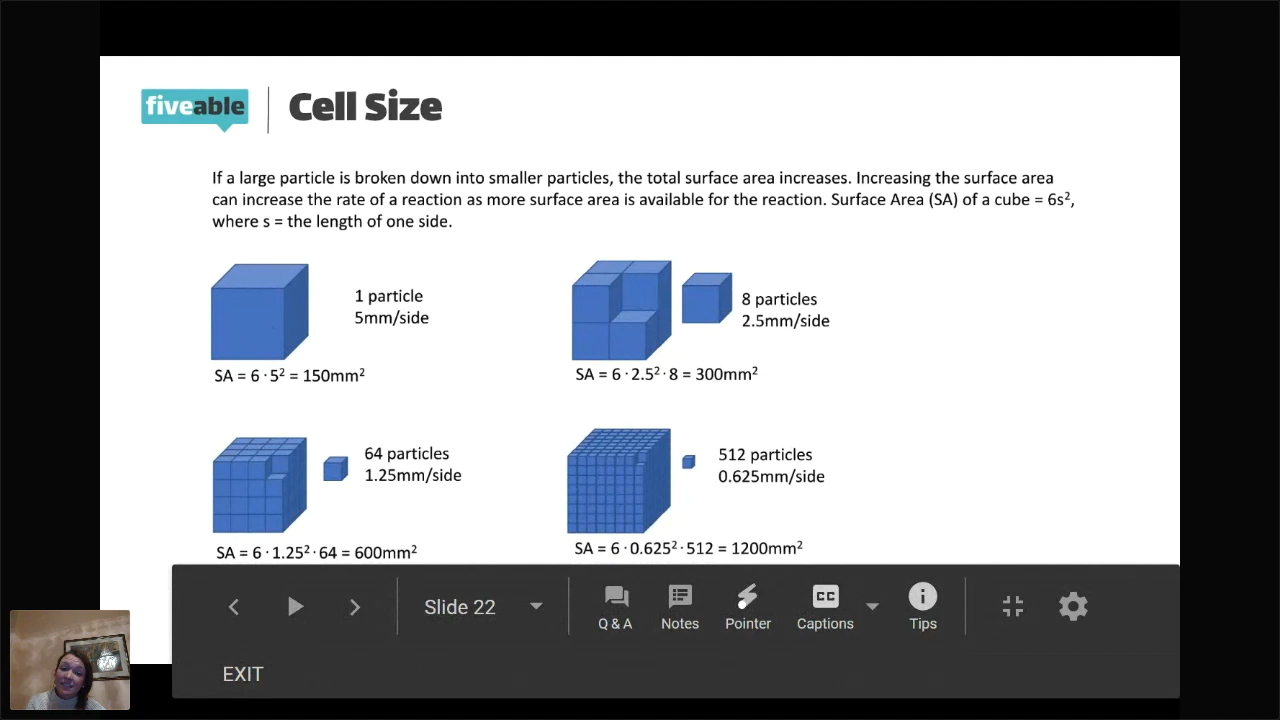 fiveable
Cell Size
If a large particle is broken down into smaller particles, the total surface area increases. Increasing the surface area
can increase the rate of a reaction as more surface area is available for the reaction. Surface Area (SA) of a cube = 6s²,
where s = the length of one side.
1 particle
5mm/side
SA = 6 · 5² = 150mm²
8 particles
2.5mm/side
SA = 6 · 2.5² · 8 = 300mm²
64 particles
1.25mm/side
SA = 6 · 1.25² · 64 = 600mm²
512 particles
0.625mm/side
SA = 6 · 0.625² · 512 = 1200mm²
Slide 22
Q & A
Notes
Pointer
CC
Captions
Tips
EXIT